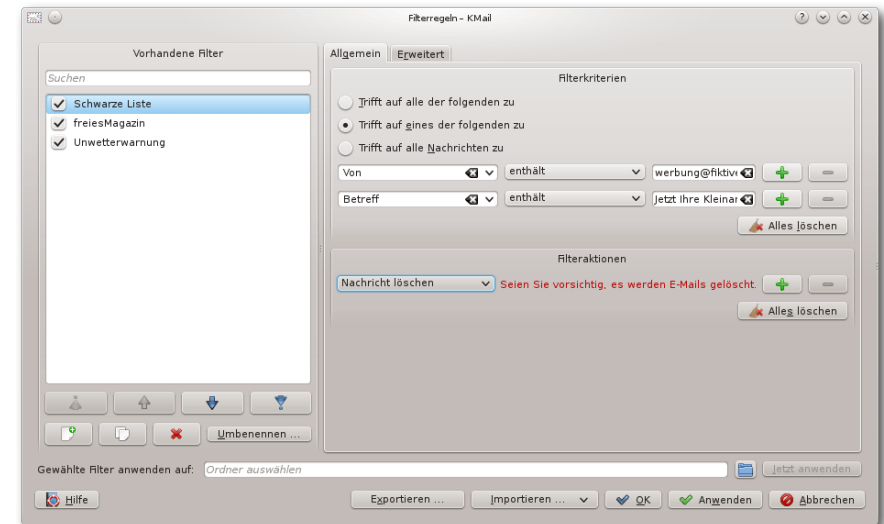 Filterregeln – KMail
Vorhandene Filter
Suchen
Schwarze Liste
freiesMagazin
Unwetterwarnung
Umbenennen ...
Allgemein Erweitert
Filterkriterien
Trifft auf alle der folgenden zu
Trifft auf eines der folgenden zu
Trifft auf alle Nachrichten zu
Von enthält werbung@fiktiv
Betreff enthält Jetzt Ihre Kleinar
Alles löschen
Filteraktionen
Nachricht löschen Seien Sie vorsichtig, es werden E-Mails gelöscht.
Alles löschen
Gewählte Filter anwenden auf: Ordner auswählen Jetzt anwenden
Hilfe Exportieren ... Importieren ... OK Anwenden Abbrechen